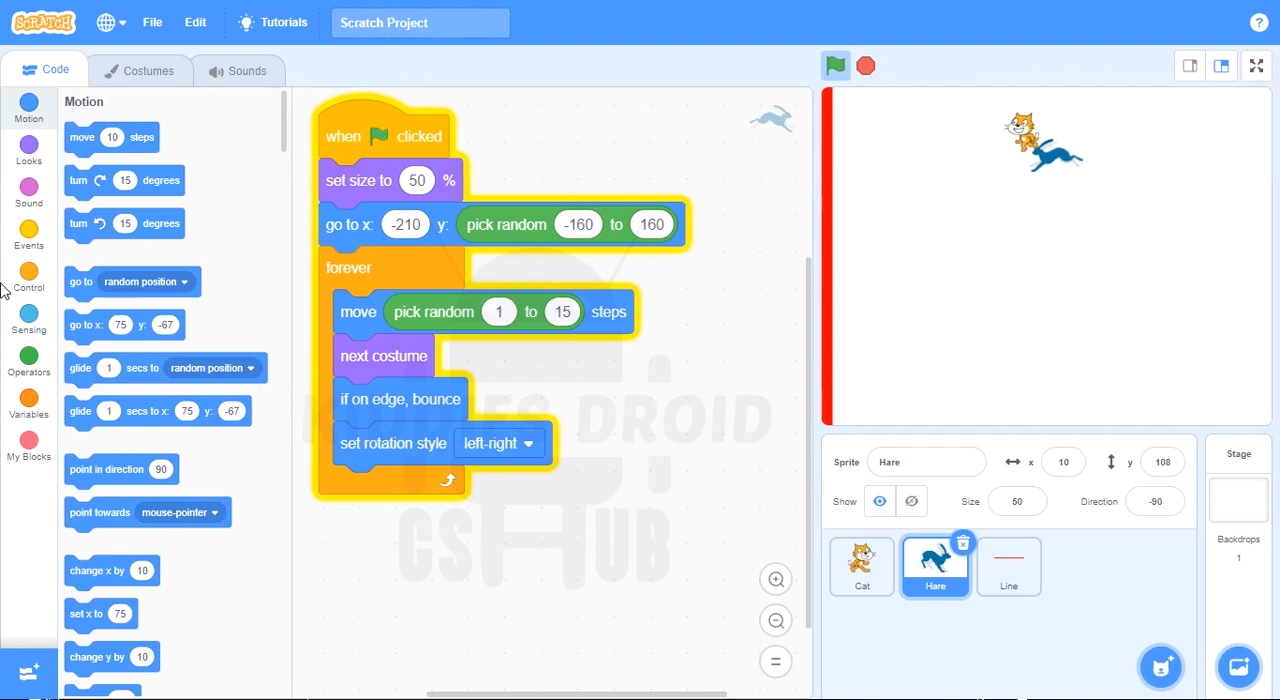 SCRATCH File Edit Tutorials Scratch Project ?
Code Costumes Sounds
Motion
Looks
Sound
Events
Control
Sensing
Operators
Variables
My Blocks
Motion
move 10 steps
turn 15 degrees
turn 15 degrees
go to random position
go to x: 75 y: -67
glide 1 secs to random position
glide 1 secs to x: 75 y: -67
point in direction 90
point towards mouse-pointer
change x by 10
set x to 75
change y by 10
when clicked
set size to 50 %
go to x: -210 y: pick random -160 to 160
forever
move pick random 1 to 15 steps
next costume
if on edge, bounce
set rotation style left-right
KIDDIES DROID
CSHUB
Sprite Hare x 10 y 108
Show Size 50 Direction -90
Cat
Hare
Line
Stage
Backdrops
1